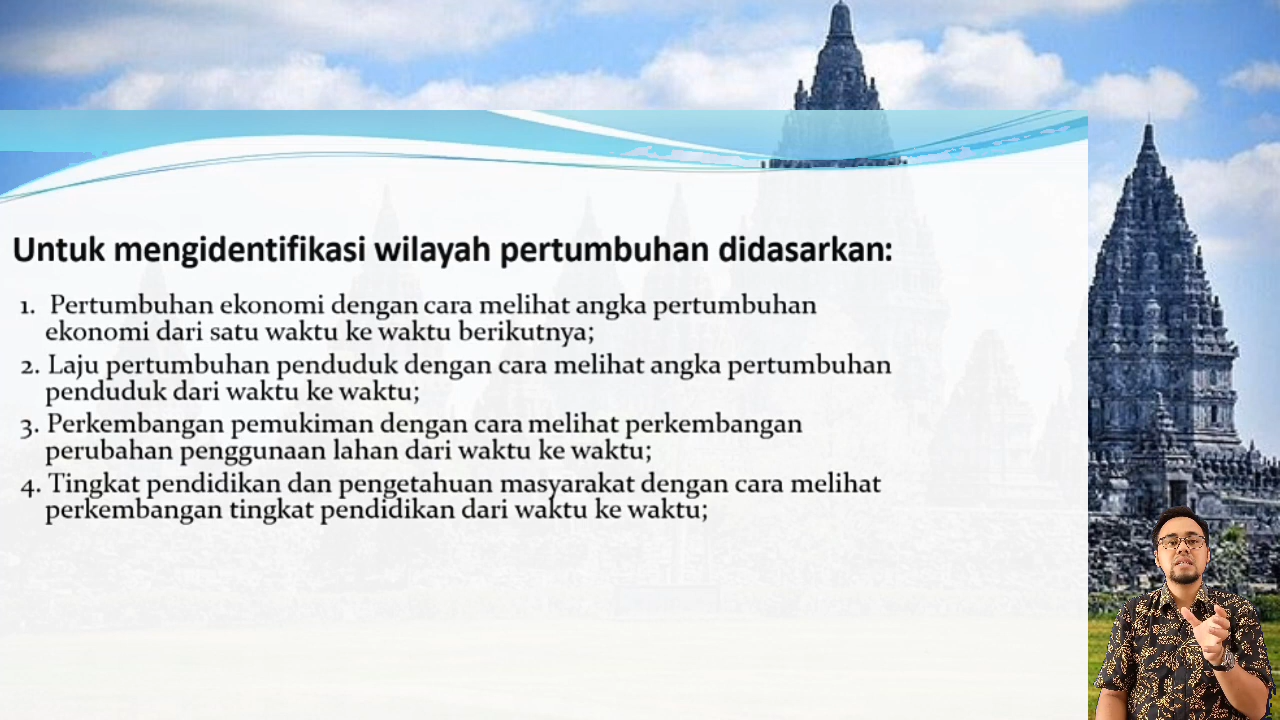 Untuk mengidentifikasi wilayah pertumbuhan didasarkan:
1. Pertumbuhan ekonomi dengan cara melihat angka pertumbuhan
ekonomi dari satu waktu ke waktu berikutnya;
2. Laju pertumbuhan penduduk dengan cara melihat angka pertumbuhan
penduduk dari waktu ke waktu;
3. Perkembangan pemukiman dengan cara melihat perkembangan
perubahan penggunaan lahan dari waktu ke waktu;
4. Tingkat pendidikan dan pengetahuan masyarakat dengan cara melihat
perkembangan tingkat pendidikan dari waktu ke waktu;